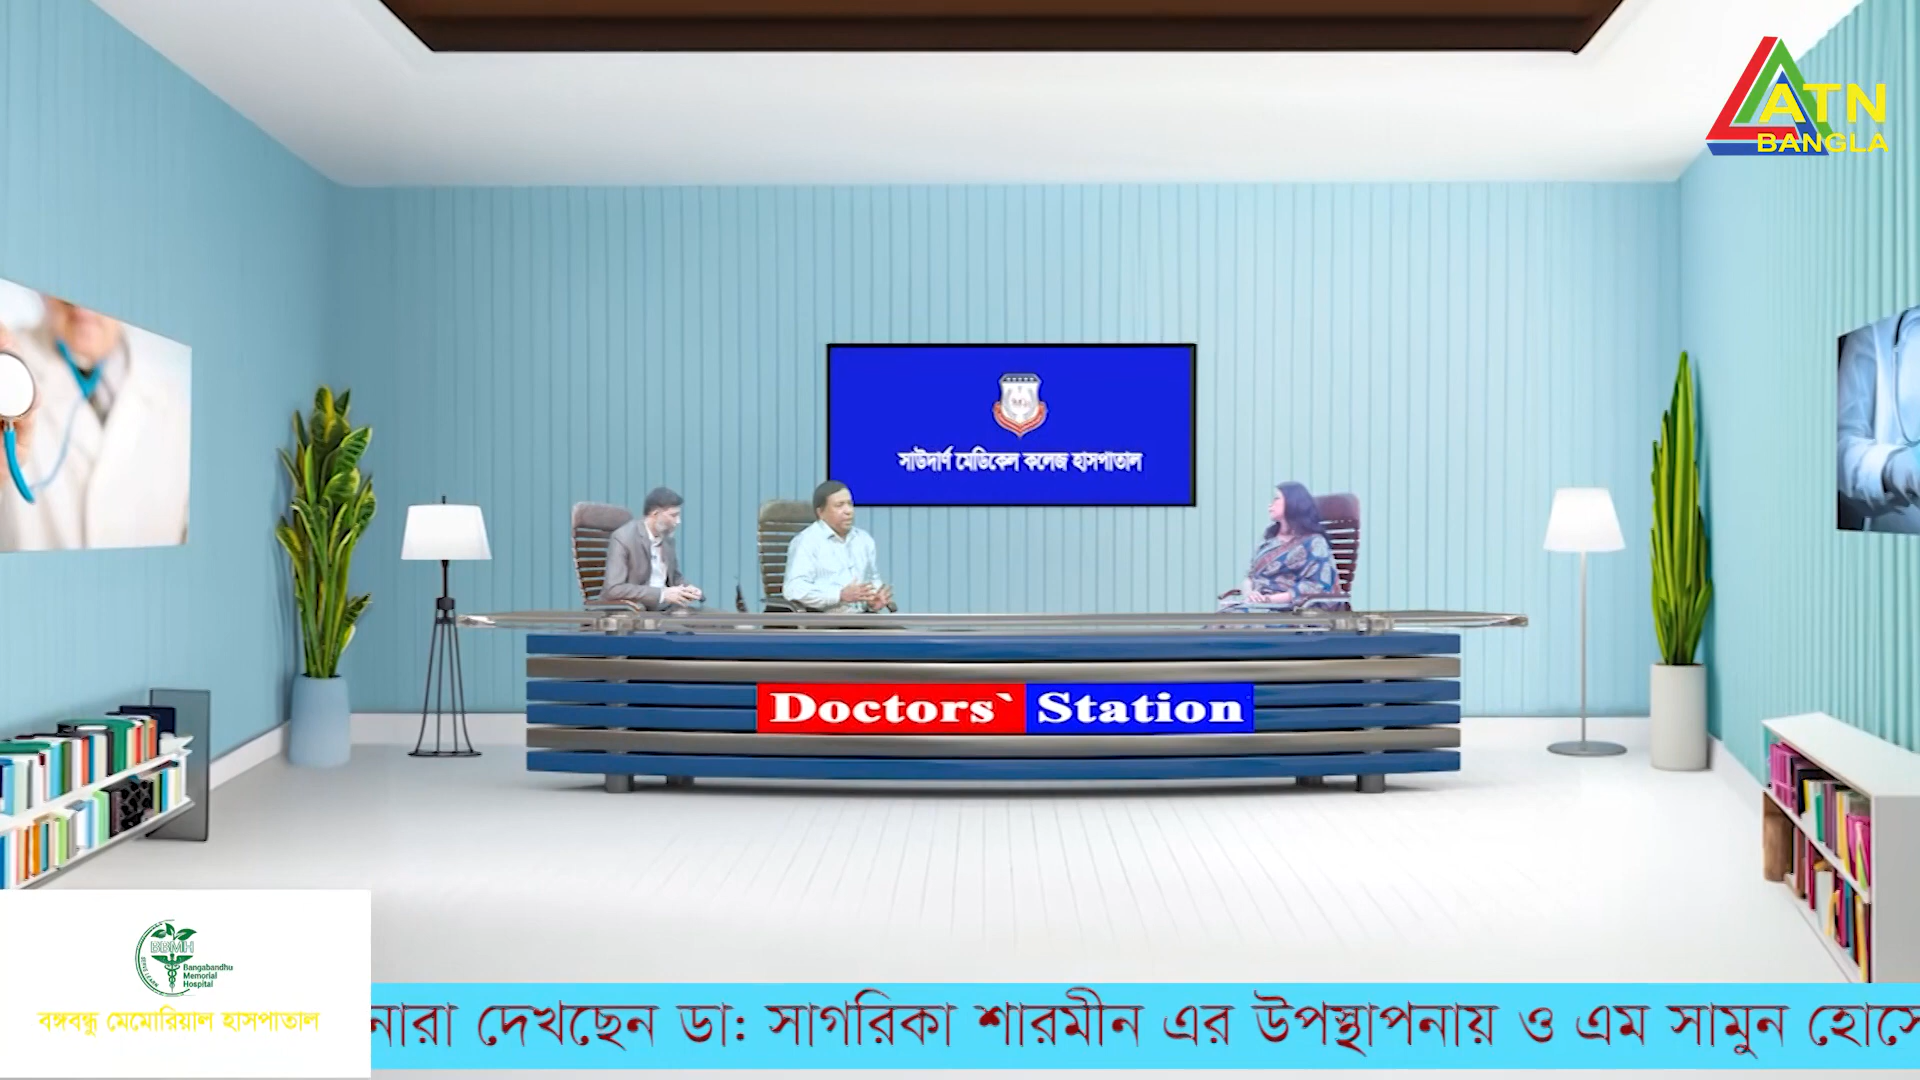 ATN
BANGLA
সাউদার্ণ মেডিকেল কলেজ হাসপাতাল
Doctors` Station
BBMH
Bangabandhu
Memorial
Hospital
বঙ্গবন্ধু মেমোরিয়াল হাসপাতাল
নারা দেখছেন ডা: সাগরিকা শারমীন এর উপস্থাপনায় ও এম সামুন হোসে